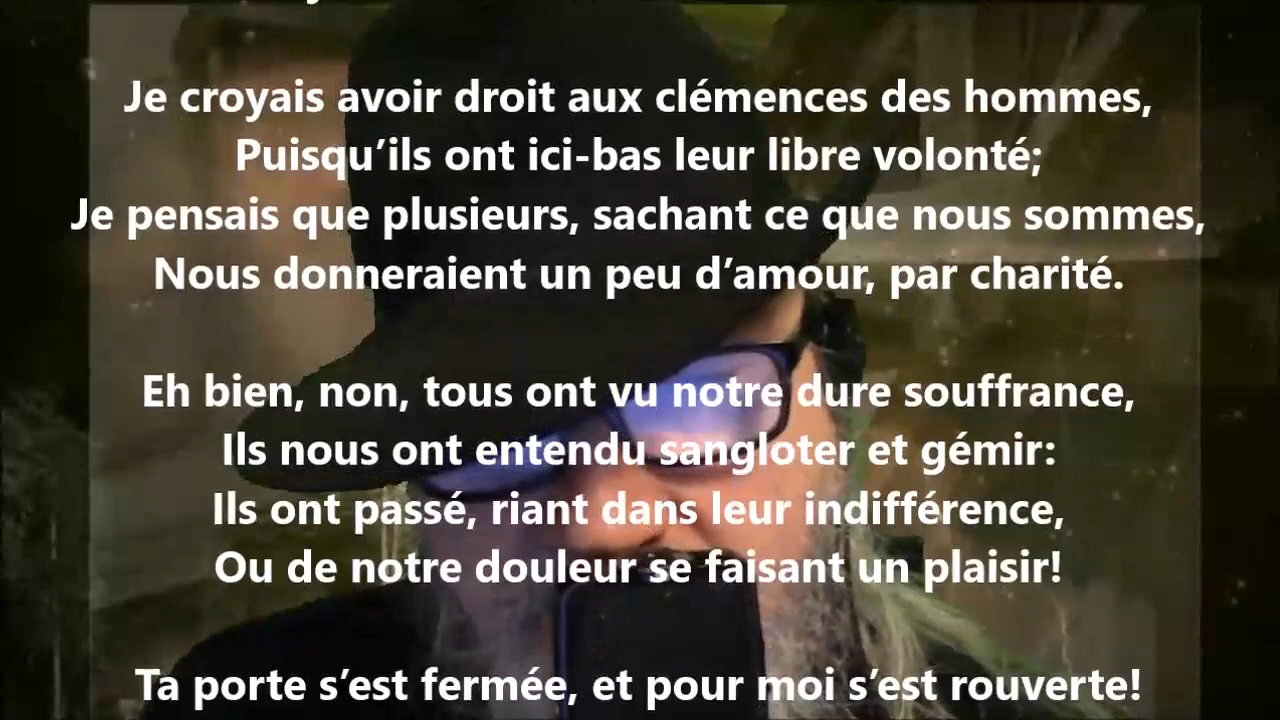 Je croyais avoir droit aux clémences des hommes,
Puisqu’ils ont ici-bas leur libre volonté;
Je pensais que plusieurs, sachant ce que nous sommes,
Nous donneraient un peu d’amour, par charité.
Eh bien, non, tous ont vu notre dure souffrance,
Ils nous ont entendu sangloter et gémir:
Ils ont passé, riant dans leur indifférence,
Ou de notre douleur se faisant un plaisir!
Ta porte s’est fermée, et pour moi s’est rouverte!